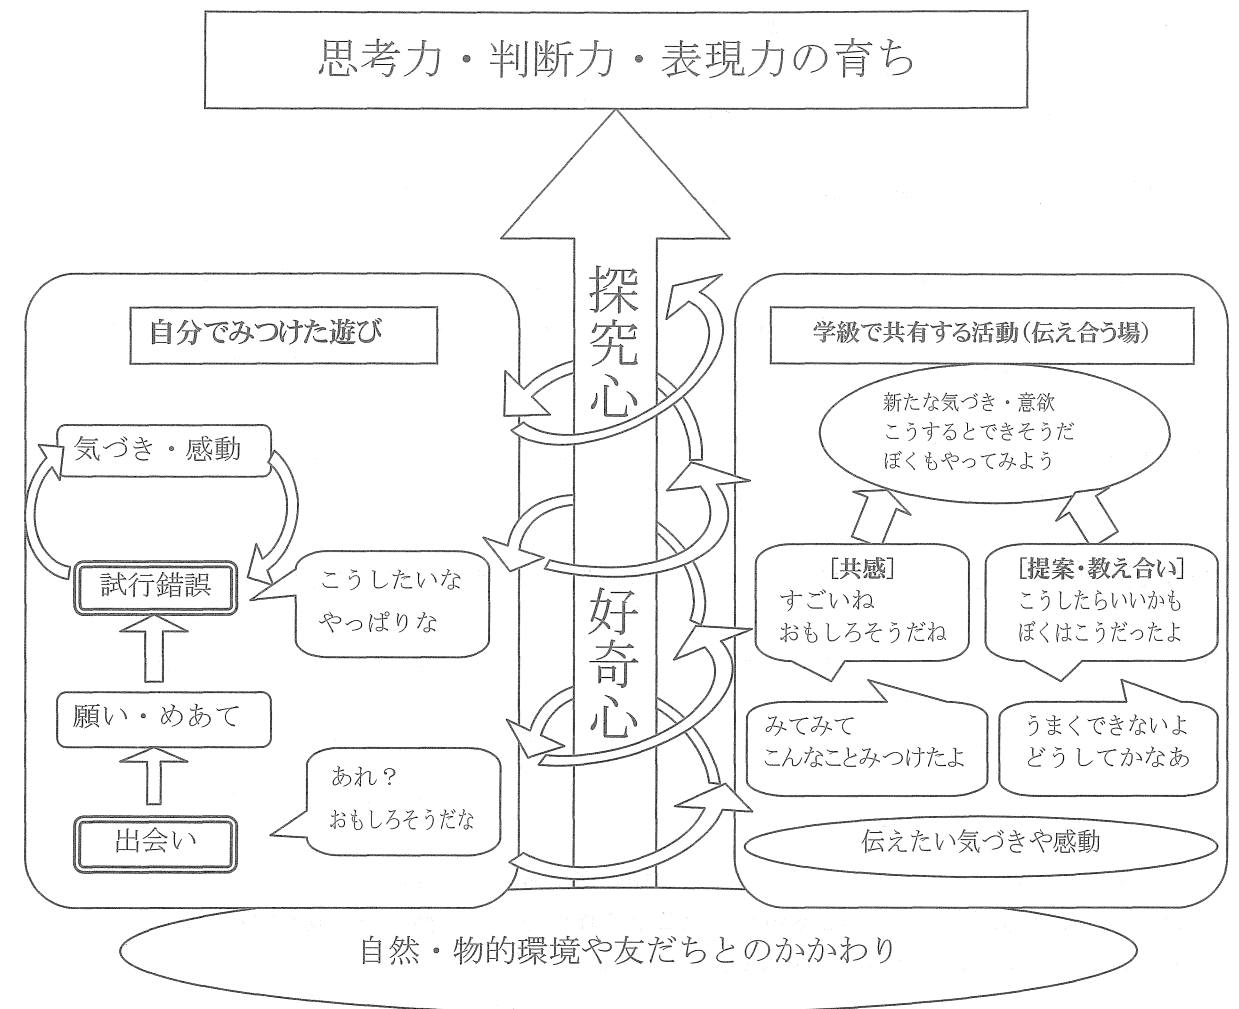 思考力・判断力・表現力の育ち
探究心
好奇心
自分でみつけた遊び
気づき・感動
試行錯誤
こうしたいな
やっぱりな
願い・めあて
あれ？
おもしろそうだな
出会い
学級で共有する活動(伝え合う場)
新たな気づき・意欲
こうするとできそうだ
ぼくもやってみよう
[共感]
すごいね
おもしろそうだね
[提案・教え合い]
こうしたらいいかも
ぼくはこうだったよ
みてみて
こんなことみつけたよ
うまくできないよ
どうしてかなあ
伝えたい気づきや感動
自然・物的環境や友だちとのかかわり